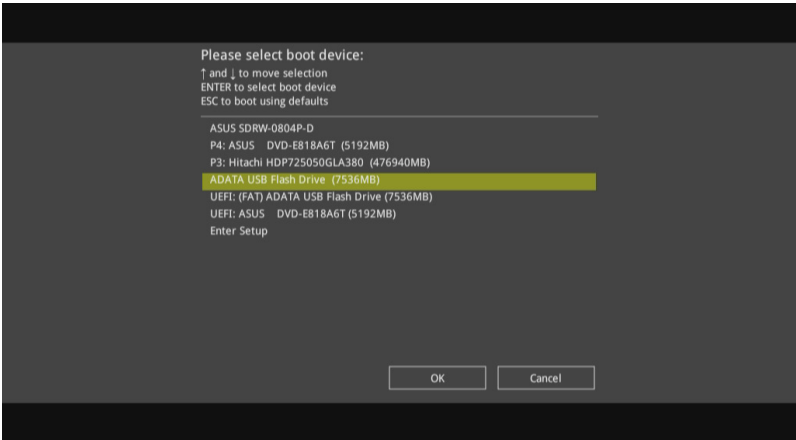 Please select boot device:
↑ and ↓ to move selection
ENTER to select boot device
ESC to boot using defaults
ASUS SDRW-0804P-D
P4: ASUS DVD-E818A6T (5192MB)
P3: Hitachi HDP725050GLA380 (476940MB)
ADATA USB Flash Drive (7536MB)
UEFI: (FAT) ADATA USB Flash Drive (7536MB)
UEFI: ASUS DVD-E818A6T (5192MB)
Enter Setup
OK Cancel